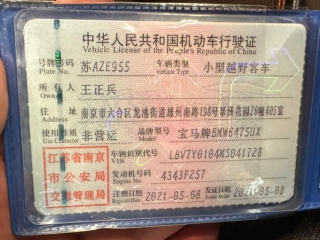 中华人民共和国机动车行驶证
Vehicle License of the People's Republic of China
号牌号码 苏AZE955 车辆类型 小型越野客车
Plate No. Vehicle Type
所有人 王正兵
Owner
住址 南京市六合区龙池街道雄州南路198号翠林花园26幢405室
Address
使用性质 非营运 品牌型号 宝马牌BMW6475UX
Use Character Model
江苏省南京市公安局交通管理局
车辆识别代号 LBV7Y0104MS041728
VIN
发动机号码 4343F257
Engine No.
注册日期 2021-05-08 发证日期 2021-05-08
Register Date Issue Date